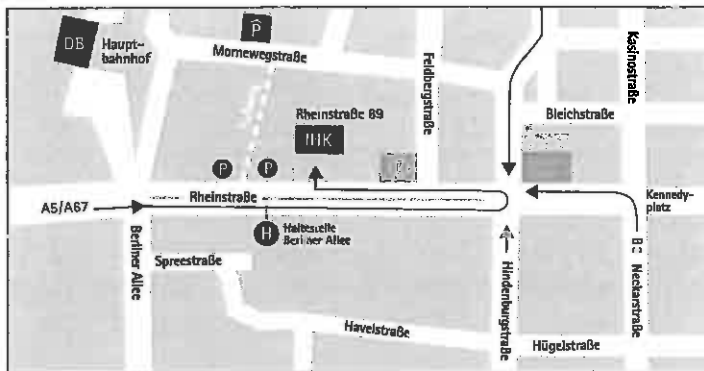 DB
Haupt-
bahnhof
P
Mornewegstraße
Feldbergstraße
Kasinostraße
Rheinstraße 89
IHK
Bleichstraße
P
P
Rheinstraße
A5/A67
Kennedy-
platz
H
Haltestelle
Berliner Allee
Berliner Allee
Spreestraße
Hindenburgstraße
Neckarstraße
Havelstraße
Hügelstraße